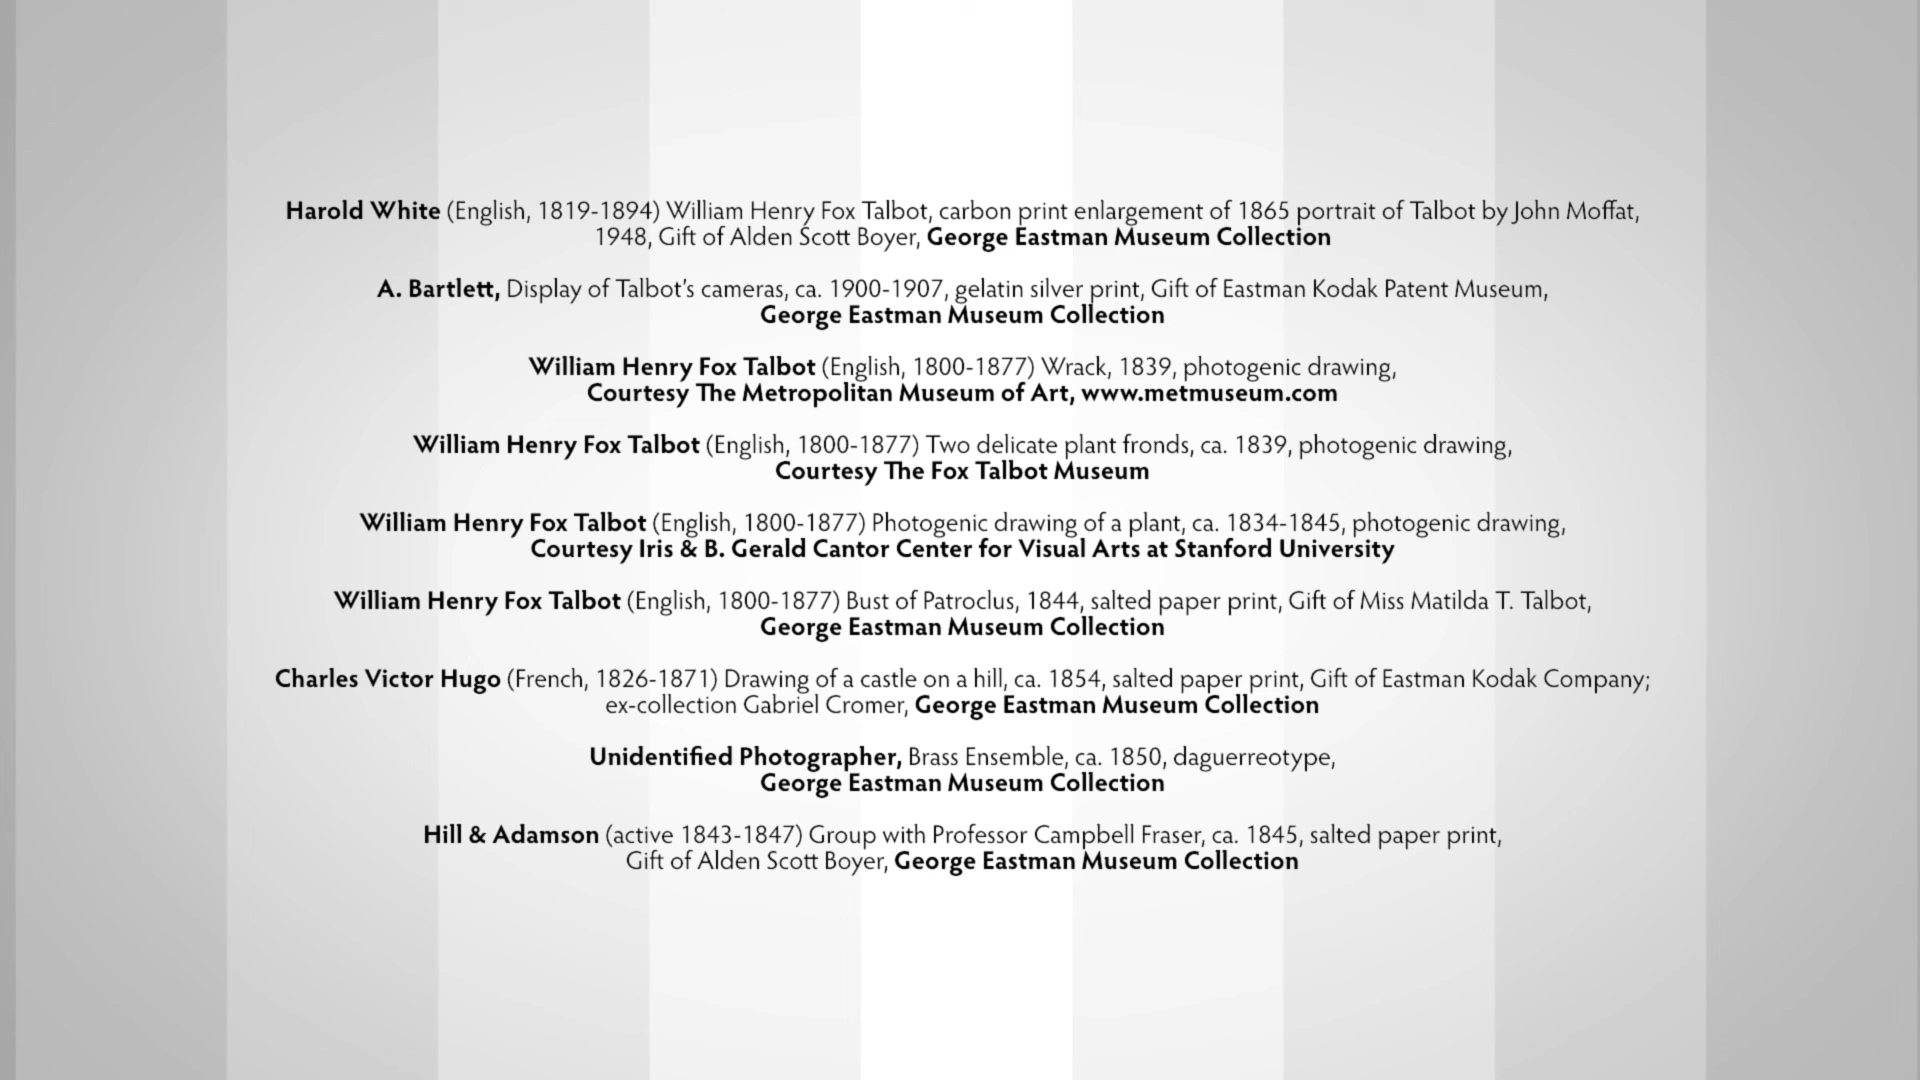 Harold White (English, 1819-1894) William Henry Fox Talbot, carbon print enlargement of 1865 portrait of Talbot by John Moffat,
1948, Gift of Alden Scott Boyer, George Eastman Museum Collection
A. Bartlett, Display of Talbot's cameras, ca. 1900-1907, gelatin silver print, Gift of Eastman Kodak Patent Museum,
George Eastman Museum Collection
William Henry Fox Talbot (English, 1800-1877) Wrack, 1839, photogenic drawing,
Courtesy The Metropolitan Museum of Art, www.metmuseum.com
William Henry Fox Talbot (English, 1800-1877) Two delicate plant fronds, ca. 1839, photogenic drawing,
Courtesy The Fox Talbot Museum
William Henry Fox Talbot (English, 1800-1877) Photogenic drawing of a plant, ca. 1834-1845, photogenic drawing,
Courtesy Iris & B. Gerald Cantor Center for Visual Arts at Stanford University
William Henry Fox Talbot (English, 1800-1877) Bust of Patroclus, 1844, salted paper print, Gift of Miss Matilda T. Talbot,
George Eastman Museum Collection
Charles Victor Hugo (French, 1826-1871) Drawing of a castle on a hill, ca. 1854, salted paper print, Gift of Eastman Kodak Company;
ex-collection Gabriel Cromer, George Eastman Museum Collection
Unidentified Photographer, Brass Ensemble, ca. 1850, daguerreotype,
George Eastman Museum Collection
Hill & Adamson (active 1843-1847) Group with Professor Campbell Fraser, ca. 1845, salted paper print,
Gift of Alden Scott Boyer, George Eastman Museum Collection